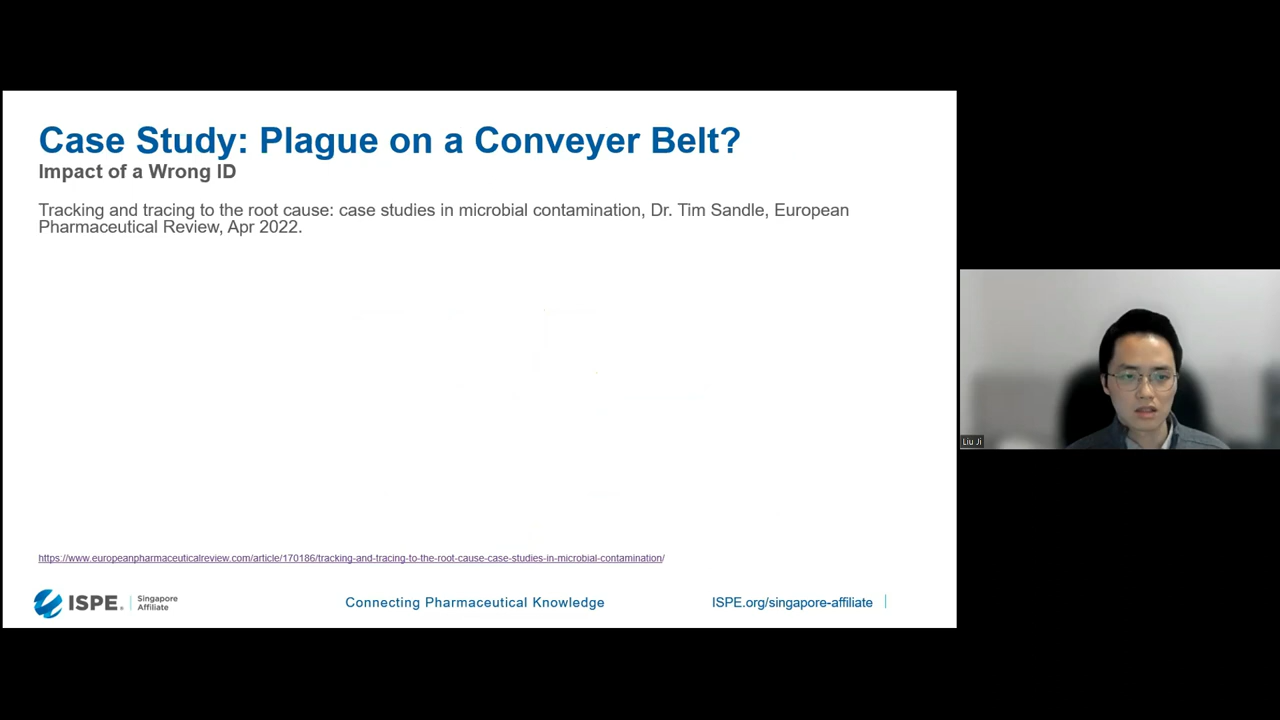 Case Study: Plague on a Conveyer Belt?
Impact of a Wrong ID
Tracking and tracing to the root cause: case studies in microbial contamination, Dr. Tim Sandle, European
Pharmaceutical Review, Apr 2022.
https://www.europeanpharmaceuticalreview.com/article/170186/tracking-and-tracing-to-the-root-cause-case-studies-in-microbial-contamination/
ISPE.
Singapore
Affiliate
Connecting Pharmaceutical Knowledge
ISPE.org/singapore-affiliate
Liu Ji